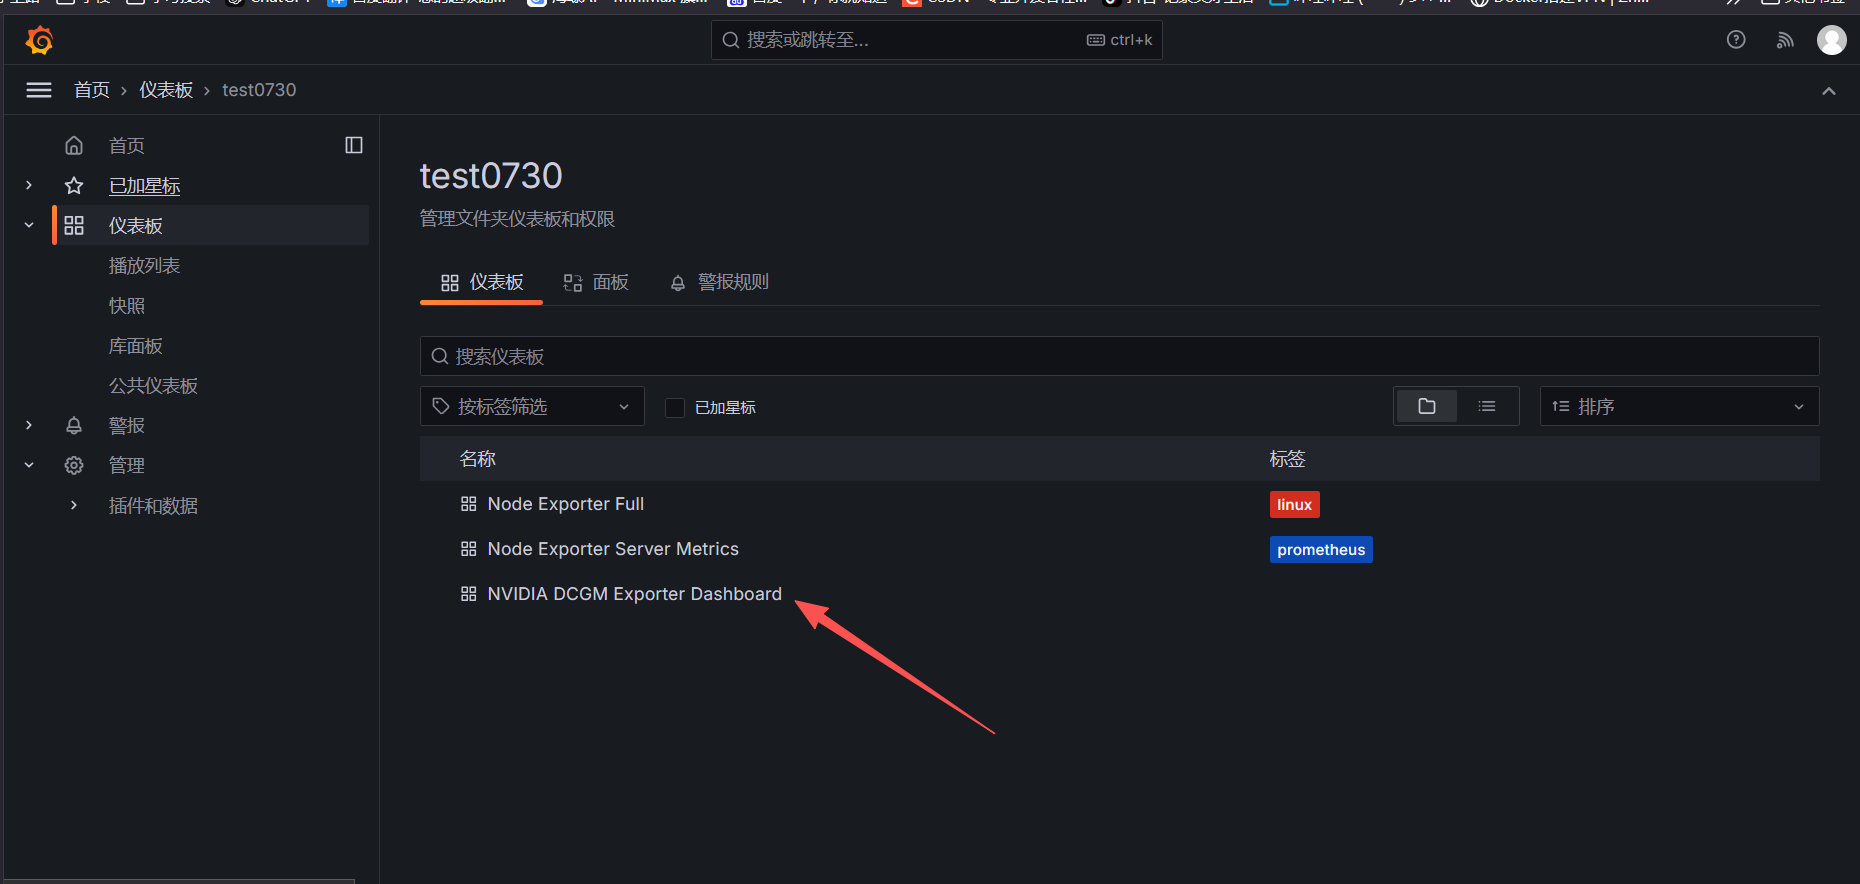 ChatGPT
CSDN
搜索或跳转至...
ctrl+k
首页 › 仪表板 › test0730
首页
已加星标
仪表板
播放列表
快照
库面板
公共仪表板
警报
管理
插件和数据
test0730
管理文件夹仪表板和权限
仪表板 面板 警报规则
搜索仪表板
按标签筛选 已加星标 排序
名称 标签
Node Exporter Full linux
Node Exporter Server Metrics prometheus
NVIDIA DCGM Exporter Dashboard